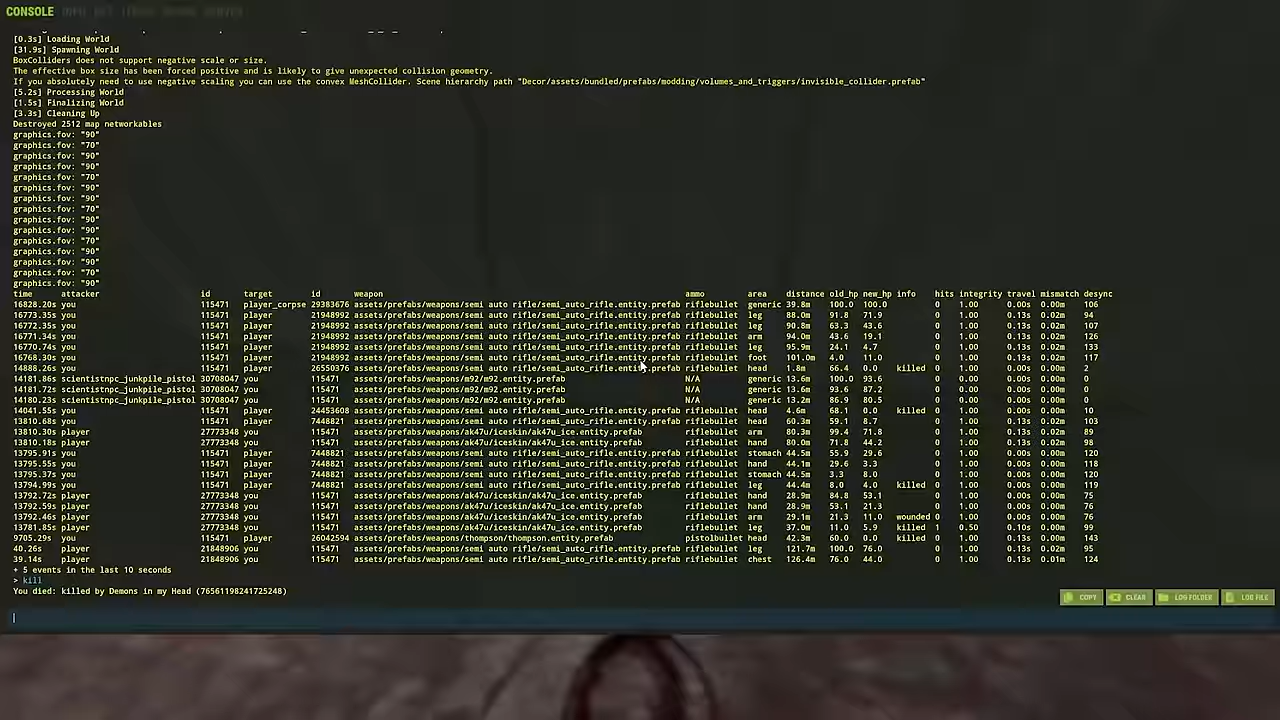 CONSOLE
[0.3s] Loading World
[31.9s] Spawning World
BoxColliders does not support negative scale or size.
The effective box size has been forced positive and is likely to give unexpected collision geometry.
If you absolutely need to use negative scaling you can use the convex MeshCollider. Scene hierarchy path "Decor/assets/bundled/prefabs/modding/volumes_and_triggers/invisible_collider.prefab"
[5.2s] Processing World
[1.5s] Finalizing World
[3.3s] Cleaning Up
Destroyed 2512 map networkables
graphics.fov: "90"
graphics.fov: "70"
graphics.fov: "90"
graphics.fov: "90"
graphics.fov: "70"
graphics.fov: "90"
graphics.fov: "90"
graphics.fov: "70"
graphics.fov: "90"
graphics.fov: "90"
graphics.fov: "70"
graphics.fov: "90"
graphics.fov: "90"
graphics.fov: "70"
graphics.fov: "90"
time attacker id target id weapon ammo area distance old_hp new_hp info hits integrity travel mismatch desync
16828.20s you 115471 player_corpse 29383676 assets/prefabs/weapons/semi auto rifle/semi_auto_rifle.entity.prefab riflebullet generic 39.8m 100.0 100.0 0 1.00 0.00s 0.00m 106
16773.35s you 115471 player 21948992 assets/prefabs/weapons/semi auto rifle/semi_auto_rifle.entity.prefab riflebullet leg 88.0m 91.8 71.9 0 1.00 0.13s 0.02m 94
16772.35s you 115471 player 21948992 assets/prefabs/weapons/semi auto rifle/semi_auto_rifle.entity.prefab riflebullet leg 90.8m 63.3 43.6 0 1.00 0.13s 0.02m 107
16771.34s you 115471 player 21948992 assets/prefabs/weapons/semi auto rifle/semi_auto_rifle.entity.prefab riflebullet arm 94.0m 43.6 19.1 0 1.00 0.13s 0.02m 126
16770.74s you 115471 player 21948992 assets/prefabs/weapons/semi auto rifle/semi_auto_rifle.entity.prefab riflebullet leg 95.9m 24.1 4.7 0 1.00 0.13s 0.02m 133
16768.30s you 115471 player 21948992 assets/prefabs/weapons/semi auto rifle/semi_auto_rifle.entity.prefab riflebullet foot 101.0m 4.0 11.0 0 1.00 0.13s 0.02m 117
14888.26s you 115471 player 26550376 assets/prefabs/weapons/semi auto rifle/semi_auto_rifle.entity.prefab riflebullet head 1.8m 66.4 0.0 killed 0 1.00 0.00s 0.00m 2
14181.86s scientistnpc_junkpile_pistol 30708047 you 115471 assets/prefabs/weapons/m92/m92.entity.prefab N/A generic 13.6m 100.0 93.6 0 1.00 0.00s 0.00m 0
14181.72s scientistnpc_junkpile_pistol 30708047 you 115471 assets/prefabs/weapons/m92/m92.entity.prefab N/A generic 13.6m 93.6 87.2 0 1.00 0.00s 0.00m 0
14180.23s scientistnpc_junkpile_pistol 30708047 you 115471 assets/prefabs/weapons/m92/m92.entity.prefab N/A generic 13.2m 86.9 80.5 0 1.00 0.00s 0.00m 0
14041.55s you 115471 player 24453608 assets/prefabs/weapons/semi auto rifle/semi_auto_rifle.entity.prefab riflebullet head 4.6m 68.1 0.0 killed 0 1.00 0.00s 0.00m 10
13810.68s you 115471 player 7448821 assets/prefabs/weapons/semi auto rifle/semi_auto_rifle.entity.prefab riflebullet head 60.3m 59.1 8.7 0 1.00 0.00s 0.00m 103
13810.30s player 27773348 you 115471 assets/prefabs/weapons/ak47u/iceskin/ak47u_ice.entity.prefab riflebullet arm 80.3m 99.4 71.8 0 1.00 0.13s 0.02m 89
13810.18s player 27773348 you 115471 assets/prefabs/weapons/ak47u/iceskin/ak47u_ice.entity.prefab riflebullet hand 80.0m 71.8 44.2 0 1.00 0.13s 0.02m 98
13795.91s you 115471 player 7448821 assets/prefabs/weapons/semi auto rifle/semi_auto_rifle.entity.prefab riflebullet stomach 44.5m 55.9 29.6 0 1.00 0.00s 0.00m 120
13795.55s you 115471 player 7448821 assets/prefabs/weapons/semi auto rifle/semi_auto_rifle.entity.prefab riflebullet hand 44.1m 29.6 3.3 0 1.00 0.00s 0.00m 118
13795.37s you 115471 player 7448821 assets/prefabs/weapons/semi auto rifle/semi_auto_rifle.entity.prefab riflebullet stomach 44.5m 3.3 8.0 0 1.00 0.00s 0.00m 120
13794.99s you 115471 player 7448821 assets/prefabs/weapons/semi auto rifle/semi_auto_rifle.entity.prefab riflebullet leg 44.4m 8.0 4.0 killed 0 1.00 0.00s 0.00m 119
13792.72s player 27773348 you 115471 assets/prefabs/weapons/ak47u/iceskin/ak47u_ice.entity.prefab riflebullet hand 28.9m 84.8 53.1 0 1.00 0.00s 0.00m 75
13792.59s player 27773348 you 115471 assets/prefabs/weapons/ak47u/iceskin/ak47u_ice.entity.prefab riflebullet hand 28.9m 53.1 21.3 0 1.00 0.00s 0.00m 76
13792.46s player 27773348 you 115471 assets/prefabs/weapons/ak47u/iceskin/ak47u_ice.entity.prefab riflebullet arm 29.1m 21.3 11.0 wounded 0 1.00 0.00s 0.00m 76
13781.85s player 27773348 you 115471 assets/prefabs/weapons/ak47u/iceskin/ak47u_ice.entity.prefab riflebullet leg 37.0m 11.0 5.9 killed 1 0.50 0.10s 0.00m 99
9705.29s you 115471 player 26042594 assets/prefabs/weapons/thompson/thompson.entity.prefab pistolbullet head 42.3m 60.0 0.0 killed 0 1.00 0.13s 0.00m 143
40.26s player 21848906 you 115471 assets/prefabs/weapons/semi auto rifle/semi_auto_rifle.entity.prefab riflebullet leg 121.7m 100.0 76.0 0 1.00 0.13s 0.02m 95
39.14s player 21848906 you 115471 assets/prefabs/weapons/semi auto rifle/semi_auto_rifle.entity.prefab riflebullet chest 126.4m 76.0 44.0 0 1.00 0.13s 0.01m 124
+ 5 events in the last 10 seconds
> kill
You died: killed by Demons in my Head (76561198241725248)
COPY CLEAR LOG FOLDER LOG FILE